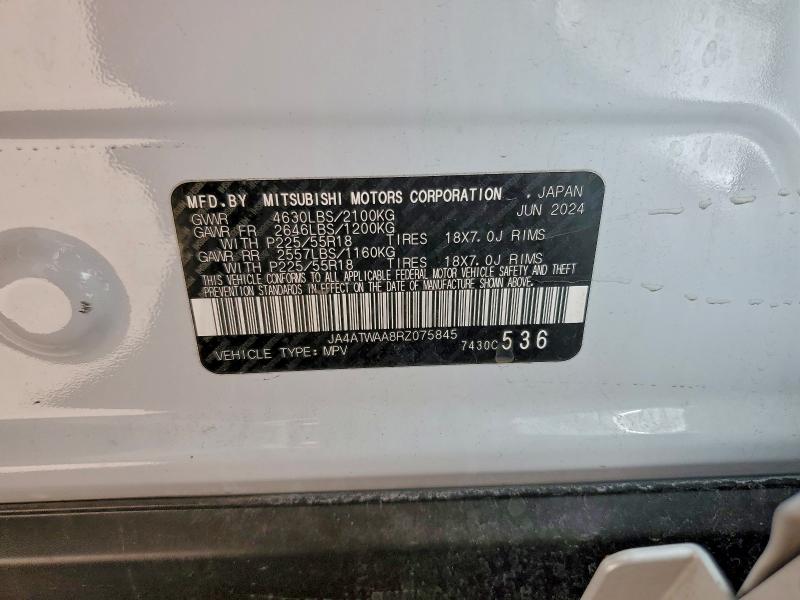 MFD.BY MITSUBISHI MOTORS CORPORATION , JAPAN
GVWR 4630LBS/2100KG JUN 2024
GAWR FR 2646LBS/1200KG
WITH P225/55R18 TIRES 18X7.0J RIMS
GAWR RR 2557LBS/1160KG
WITH P225/55R18 TIRES 18X7.0J RIMS
THIS VEHICLE CONFORMS TO ALL APPLICABLE FEDERAL MOTOR VEHICLE SAFETY AND THEFT
PREVENTION STANDARDS IN EFFECT ON THE DATE OF MANUFACTURE SHOWN ABOVE.
JA4ATWAA8RZ075845
VEHICLE TYPE: MPV 7430C 536